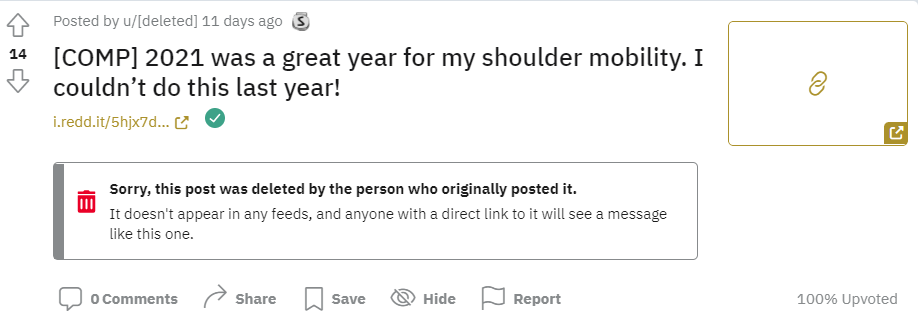 Posted by u/[deleted] 11 days ago
14
[COMP] 2021 was a great year for my shoulder mobility. I
couldn’t do this last year!
i.redd.it/5hjx7d...
Sorry, this post was deleted by the person who originally posted it.
It doesn't appear in any feeds, and anyone with a direct link to it will see a message
like this one.
0 Comments Share Save Hide Report 100% Upvoted